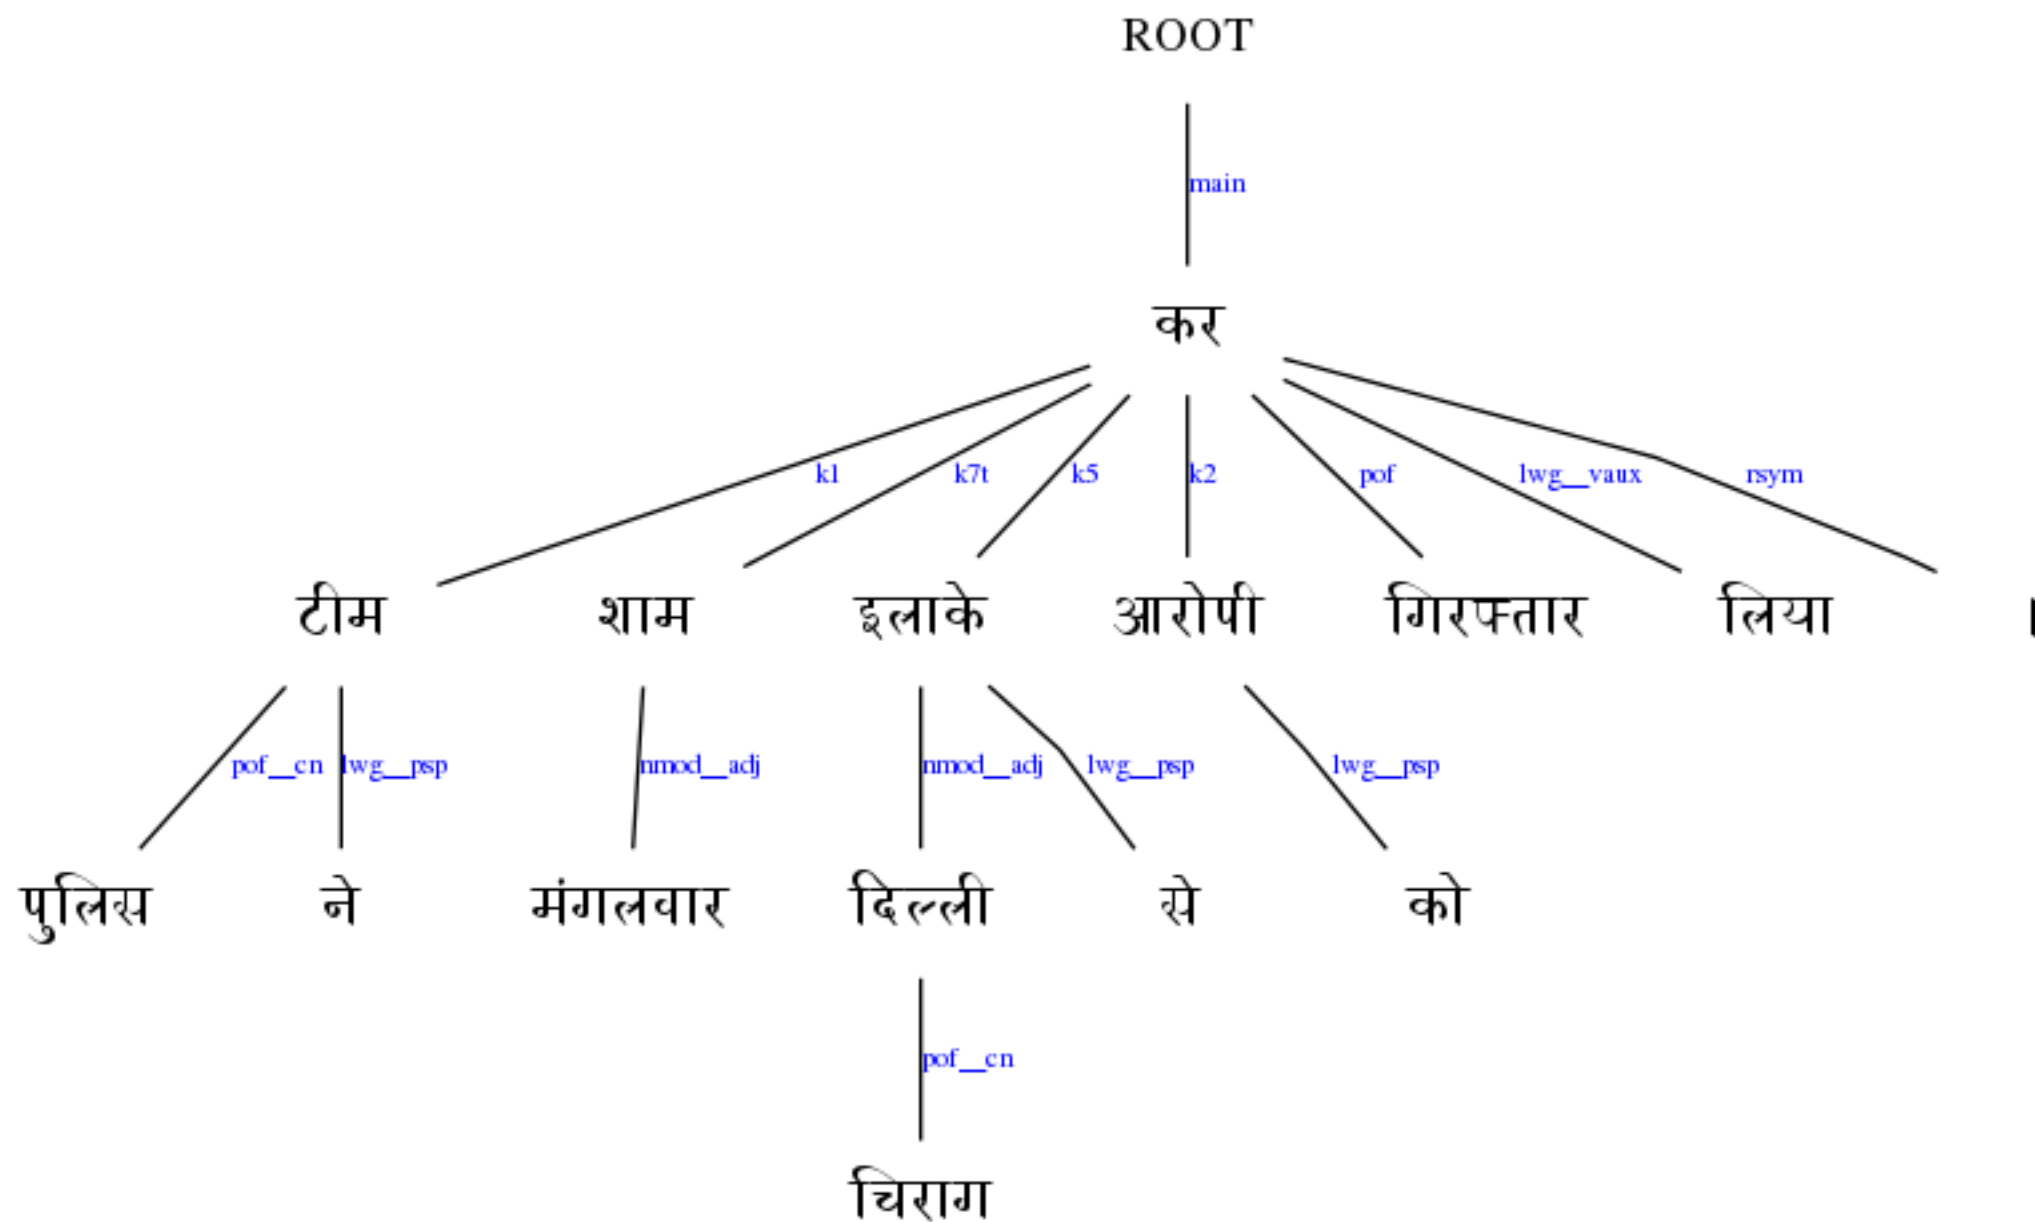 ROOT
main
कर
k1 k7t k5 k2 pof lwg__vaux rsym
टीम शाम इलाके आरोपी गिरफ्तार लिया ।
pof__cn lwg__psp nmod__adj nmod__adj lwg__psp lwg__psp
पुलिस ने मंगलवार दिल्ली से को
pof__cn
चिराग